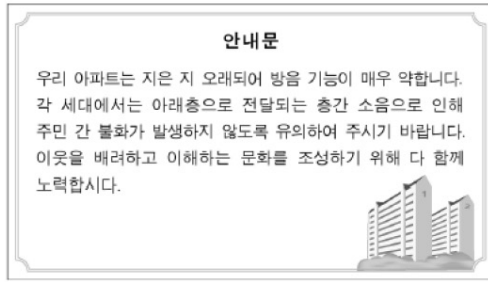 안내문
우리 아파트는 지은 지 오래되어 방음 기능이 매우 약합니다.
각 세대에서는 아래층으로 전달되는 층간 소음으로 인해
주민 간 불화가 발생하지 않도록 유의하여 주시기 바랍니다.
이웃을 배려하고 이해하는 문화를 조성하기 위해 다 함께
노력합시다.